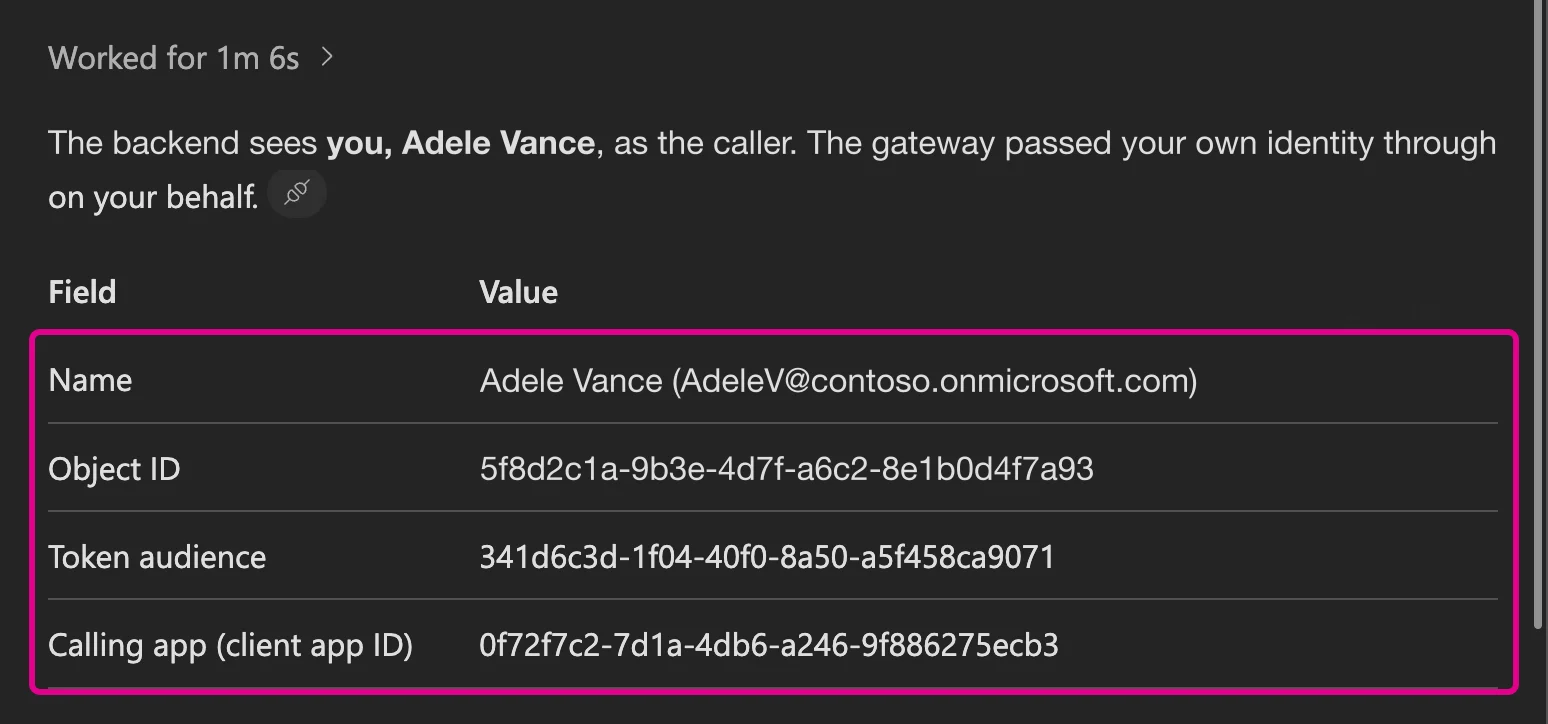 Worked for 1m 6s >
The backend sees you, Adele Vance, as the caller. The gateway passed your own identity through
on your behalf.
Field Value
Name Adele Vance (AdeleV@contoso.onmicrosoft.com)
Object ID 5f8d2c1a-9b3e-4d7f-a6c2-8e1b0d4f7a93
Token audience 341d6c3d-1f04-40f0-8a50-a5f458ca9071
Calling app (client app ID) 0f72f7c2-7d1a-4db6-a246-9f886275ecb3